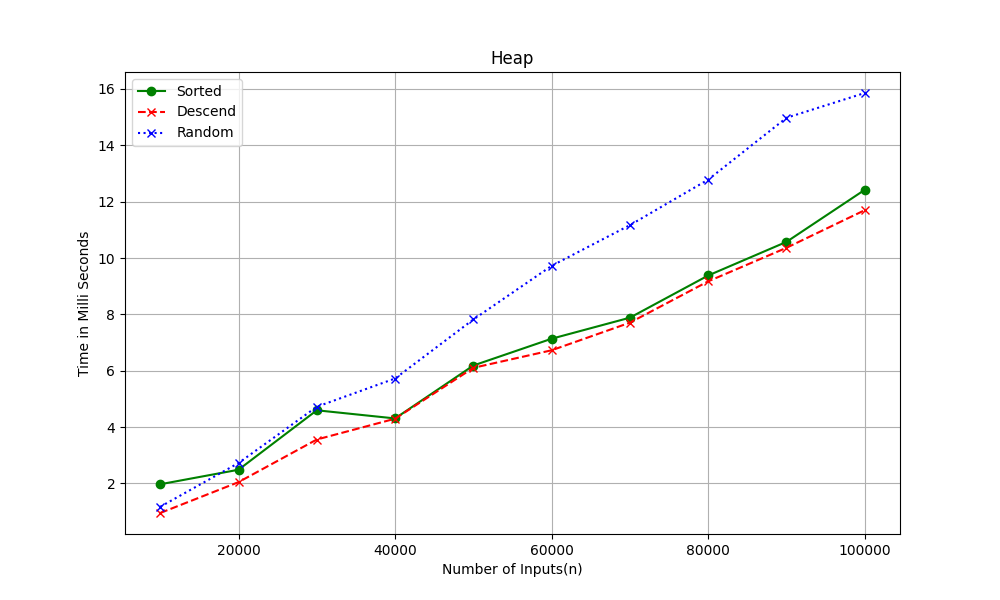 Heap
Sorted
Descend
Random
16
14
12
10
8
6
4
2
Time in Milli Seconds
20000 40000 60000 80000 100000
Number of Inputs(n)